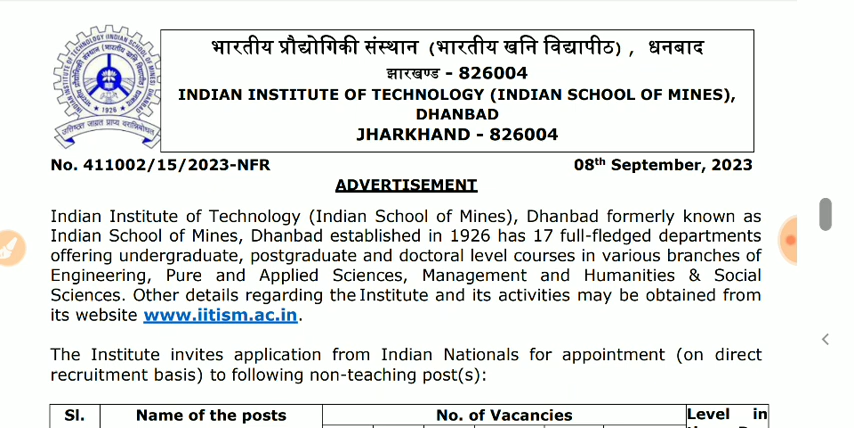 भारतीय प्रौद्योगिकी संस्थान (भारतीय खनि विद्यापीठ) , धनबाद
झारखण्ड - 826004
INDIAN INSTITUTE OF TECHNOLOGY (INDIAN SCHOOL OF MINES),
DHANBAD
JHARKHAND - 826004
No. 411002/15/2023-NFR 08th September, 2023
ADVERTISEMENT
Indian Institute of Technology (Indian School of Mines), Dhanbad formerly known as
Indian School of Mines, Dhanbad established in 1926 has 17 full-fledged departments
offering undergraduate, postgraduate and doctoral level courses in various branches of
Engineering, Pure and Applied Sciences, Management and Humanities & Social
Sciences. Other details regarding the Institute and its activities may be obtained from
its website www.iitism.ac.in.
The Institute invites application from Indian Nationals for appointment (on direct
recruitment basis) to following non-teaching post(s):
Sl. Name of the posts No. of Vacancies Level in